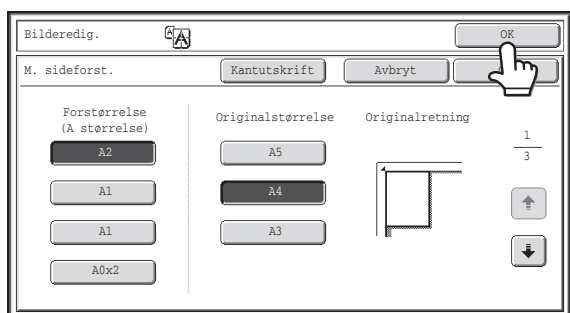 Bilderedig.
OK
M. sideforst.
Kantutskrift
Avbryt
Forstørrelse
(A størrelse)
A2
A1
A1
A0x2
Originalstørrelse
A5
A4
A3
Originalretning
1
3